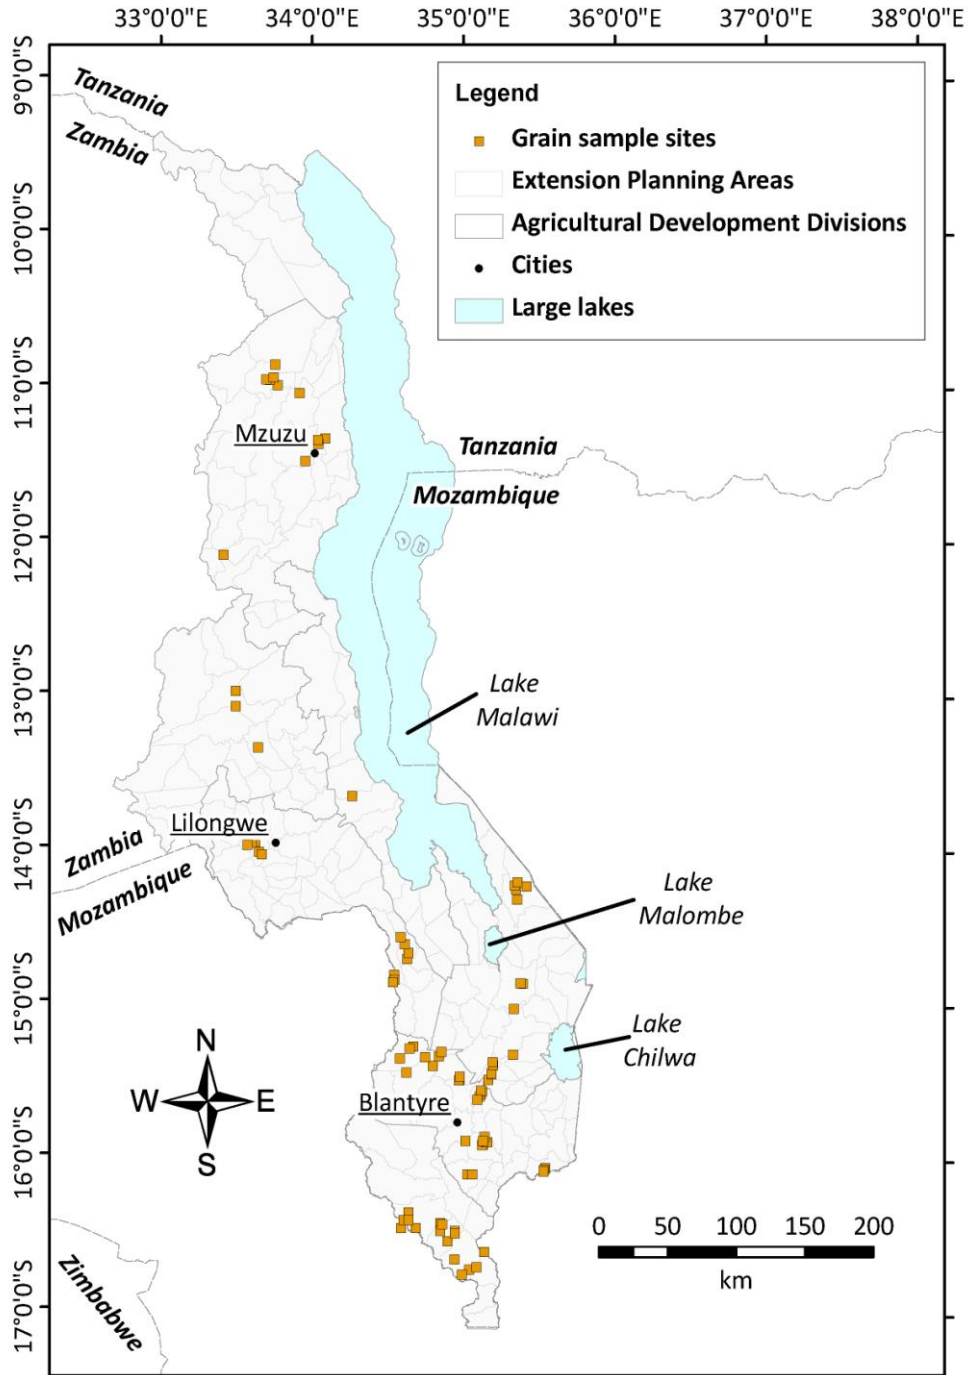 33°0'0"E 34°0'0"E 35°0'0"E 36°0'0"E 37°0'0"E 38°0'0"E
9°0'0"S
10°0'0"S
11°0'0"S
12°0'0"S
13°0'0"S
14°0'0"S
15°0'0"S
16°0'0"S
17°0'0"S
Legend
Grain sample sites
Extension Planning Areas
Agricultural Development Divisions
Cities
Large lakes
Tanzania
Zambia
Mzuzu
Tanzania
Mozambique
Lake
Malawi
Lilongwe
Zambia
Mozambique
Lake
Malombe
Lake
Chilwa
N
W E
S
Blantyre
0 50 100 150 200
km
Zimbabwe